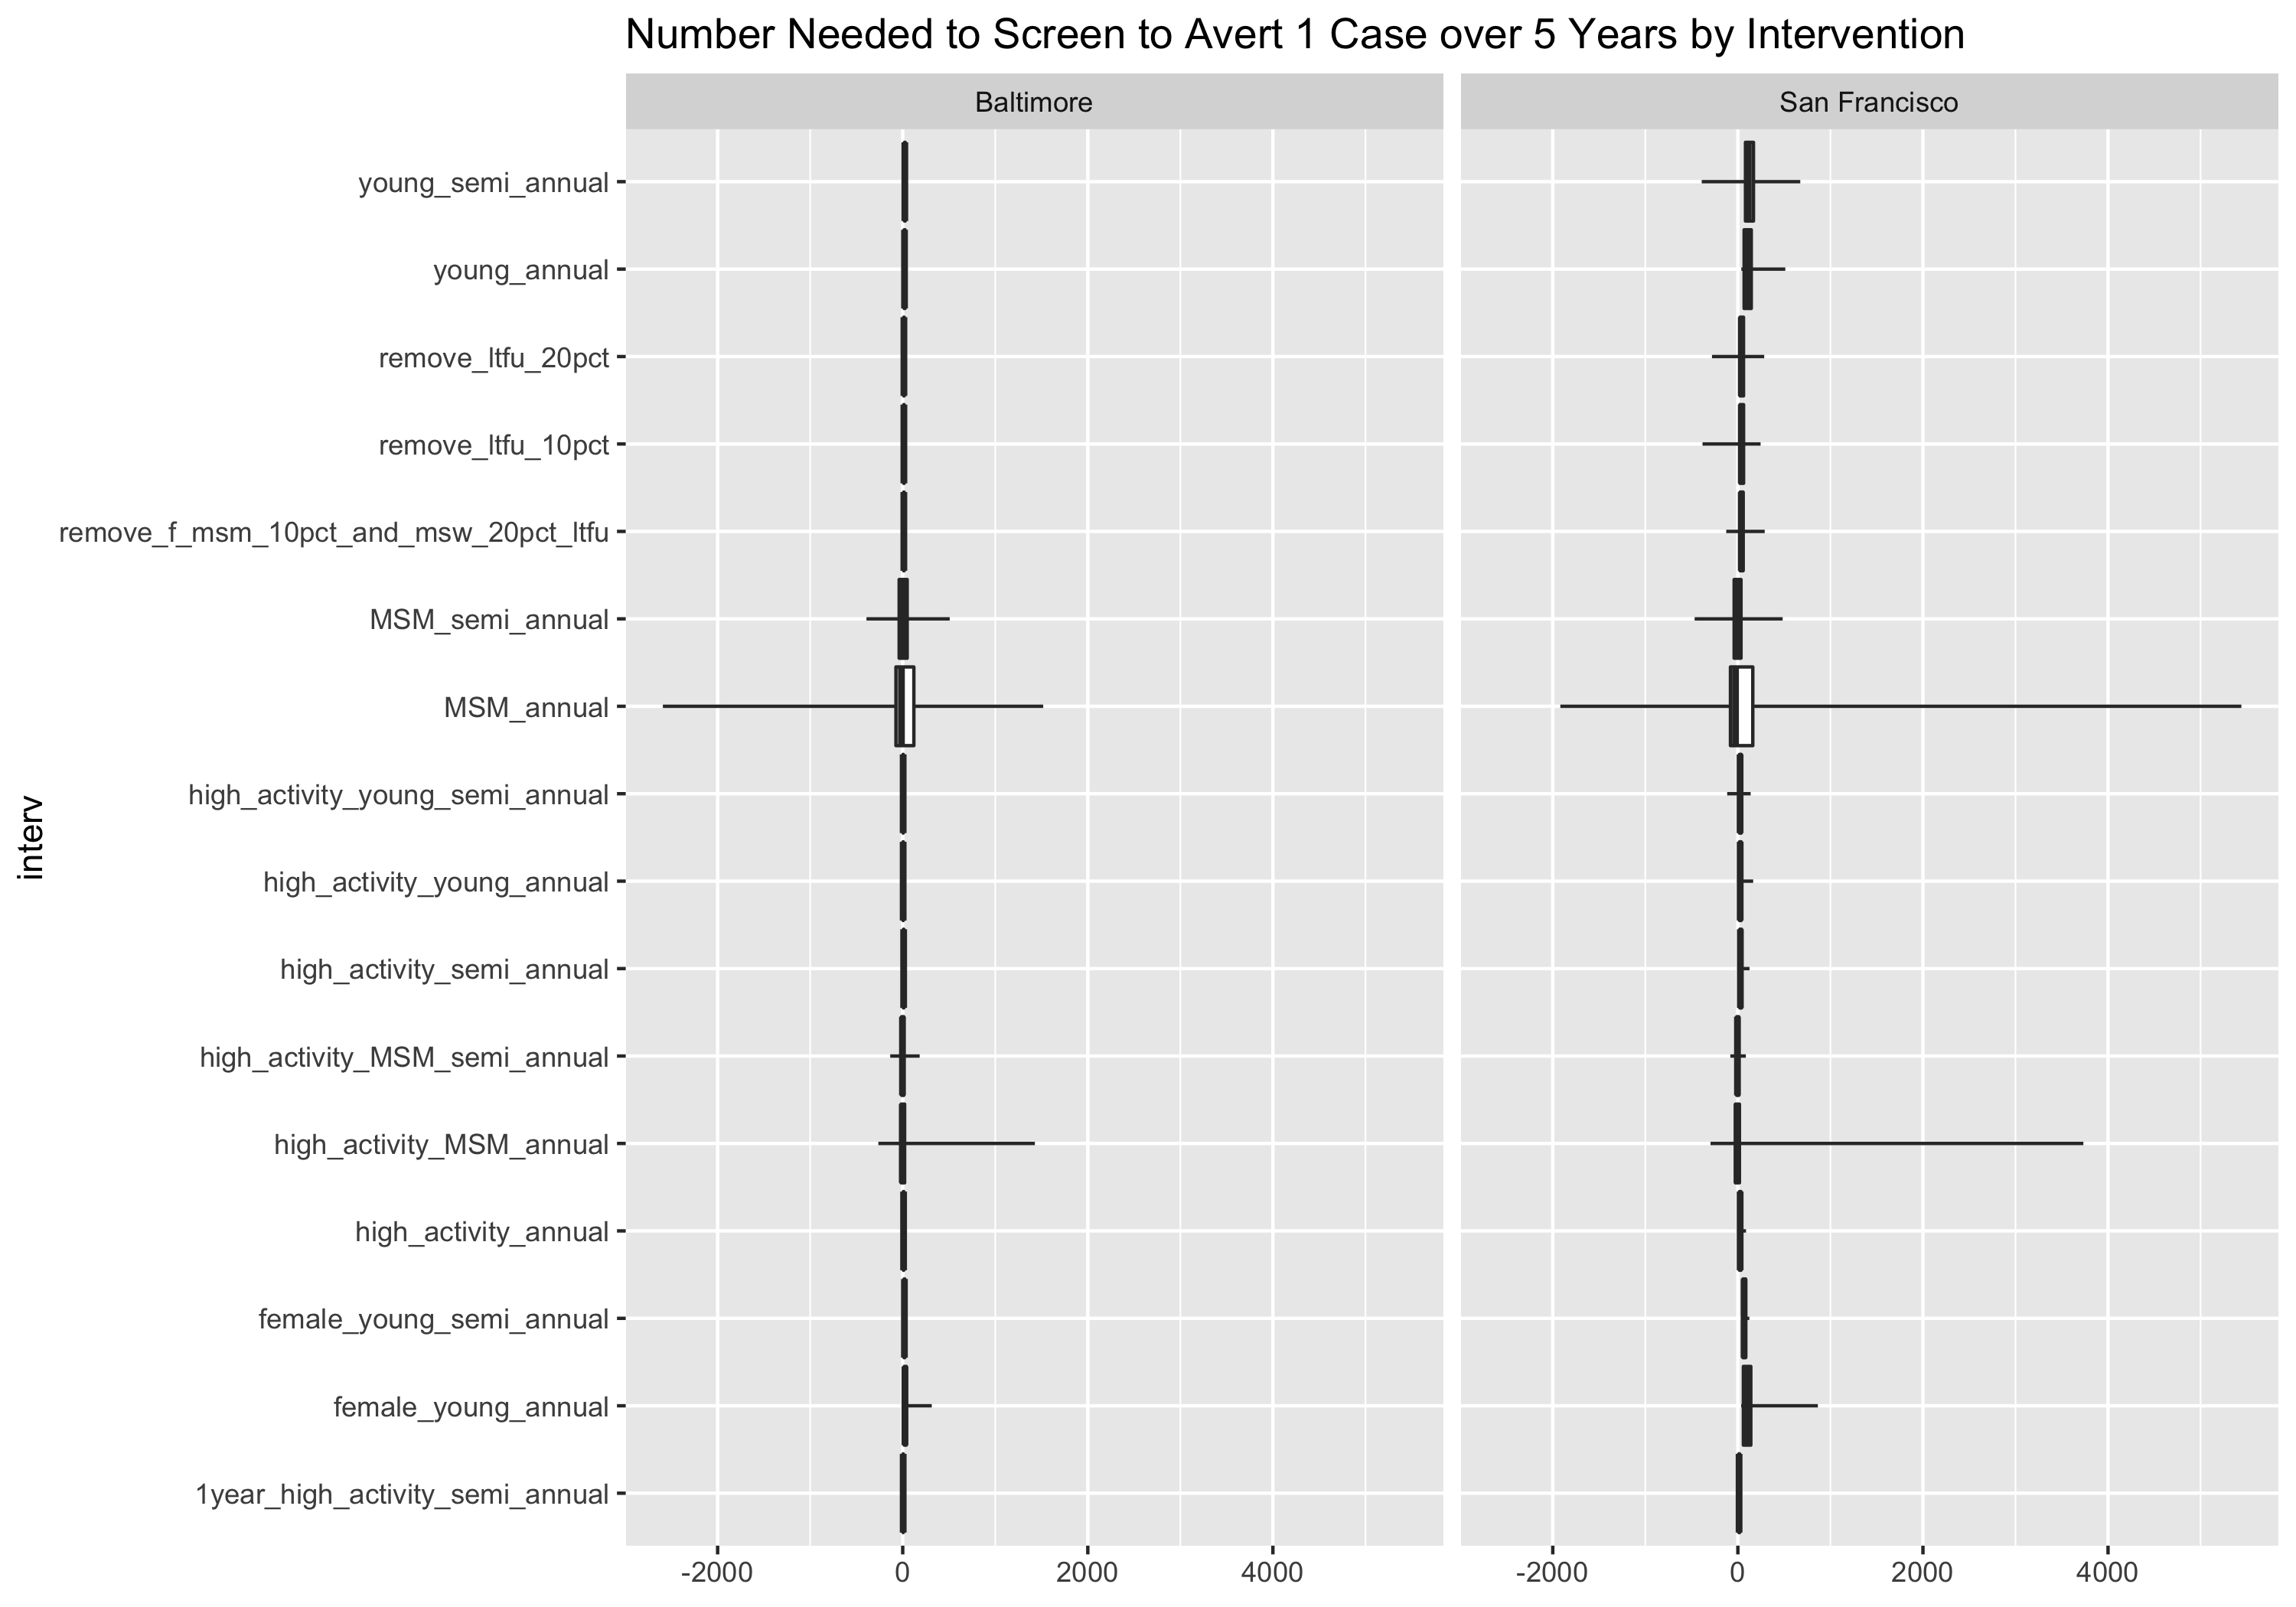 Number Needed to Screen to Avert 1 Case over 5 Years by Intervention
Baltimore
San Francisco
young_semi_annual
young_annual
remove_ltfu_20pct
remove_ltfu_10pct
remove_f_msm_10pct_and_msw_20pct_ltfu
MSM_semi_annual
MSM_annual
high_activity_young_semi_annual
high_activity_young_annual
high_activity_semi_annual
high_activity_MSM_semi_annual
high_activity_MSM_annual
high_activity_annual
female_young_semi_annual
female_young_annual
1year_high_activity_semi_annual
interv
-2000 0 2000 4000
-2000 0 2000 4000